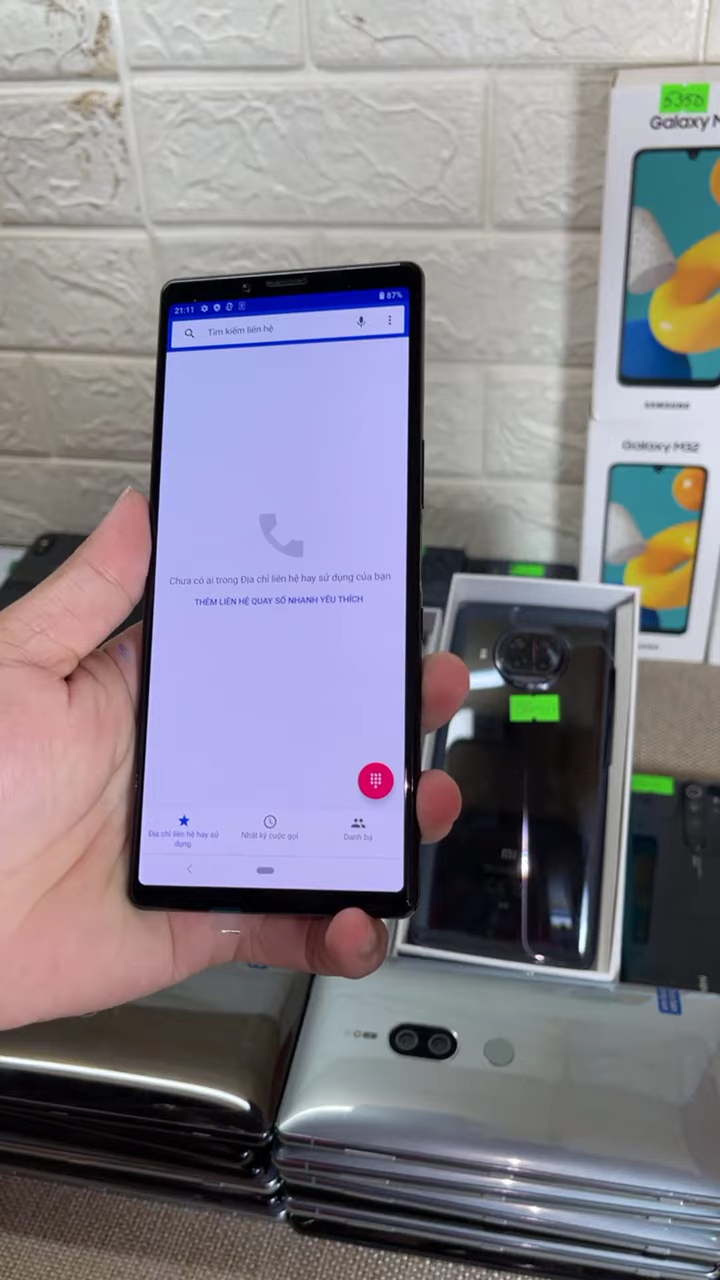 5350
Galaxy M
SAMSUNG
Galaxy M32
21:11
87%
Tìm kiếm liên hệ
Chưa có ai trong Địa chỉ liên hệ hay sử dụng của bạn
THÊM LIÊN HỆ QUAY SỐ NHANH YÊU THÍCH
Địa chỉ liên hệ hay sử
dụng
Nhật ký cuộc gọi
Danh bạ
MI